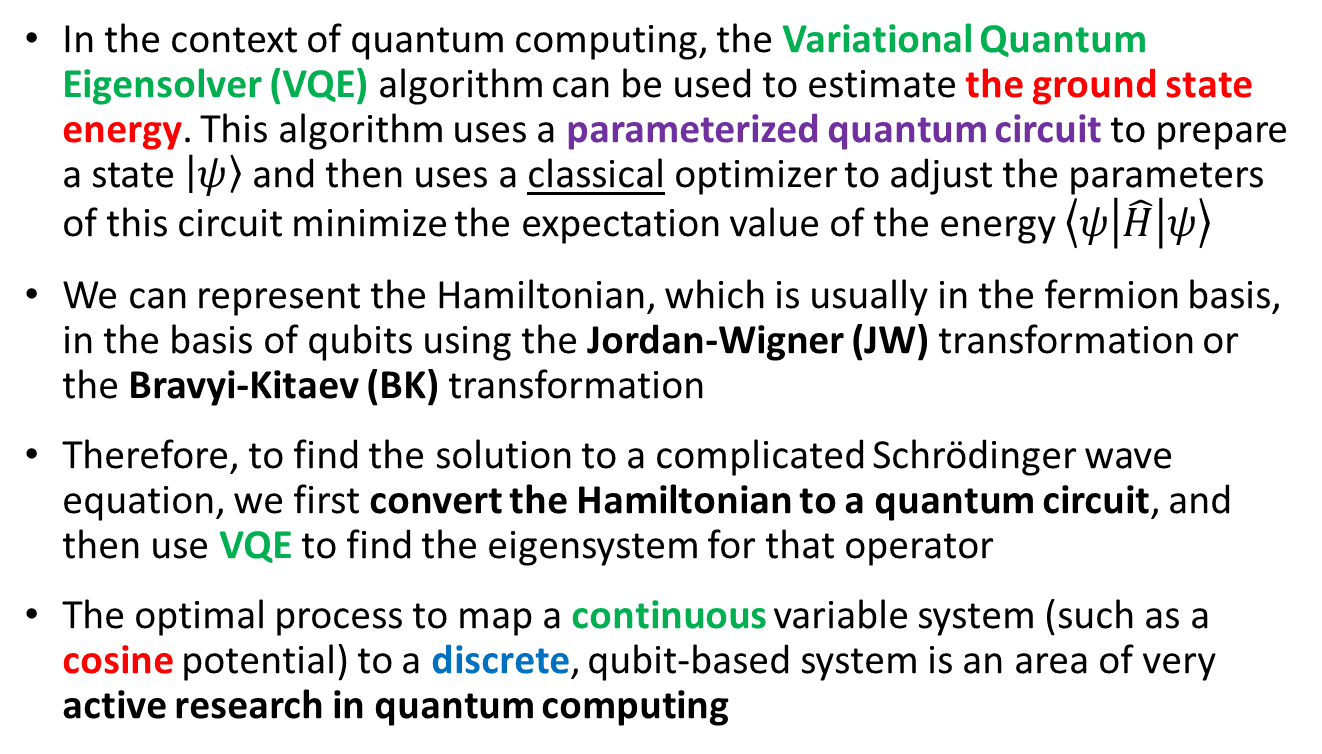 • In the context of quantum computing, the Variational Quantum
Eigensolver (VQE) algorithm can be used to estimate the ground state
energy. This algorithm uses a parameterized quantum circuit to prepare
a state |ψ⟩ and then uses a classical optimizer to adjust the parameters
of this circuit minimize the expectation value of the energy ⟨ψ|Ĥ|ψ⟩
• We can represent the Hamiltonian, which is usually in the fermion basis,
in the basis of qubits using the Jordan-Wigner (JW) transformation or
the Bravyi-Kitaev (BK) transformation
• Therefore, to find the solution to a complicated Schrödinger wave
equation, we first convert the Hamiltonian to a quantum circuit, and
then use VQE to find the eigensystem for that operator
• The optimal process to map a continuous variable system (such as a
cosine potential) to a discrete, qubit-based system is an area of very
active research in quantum computing